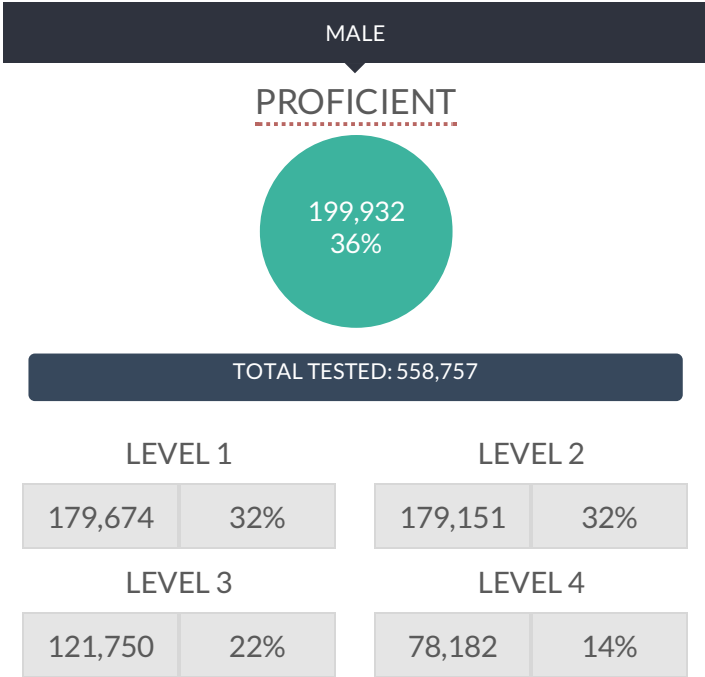 MALE
PROFICIENT
199,932
36%
TOTAL TESTED: 558,757
LEVEL 1
179,674 32%
LEVEL 2
179,151 32%
LEVEL 3
121,750 22%
LEVEL 4
78,182 14%